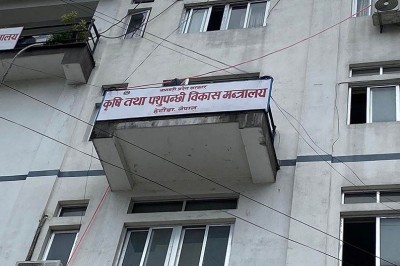 बागमती प्रदेश सरकार
कृषि तथा पशुपन्छी विकास मन्त्रालय
हेटौंडा, नेपाल